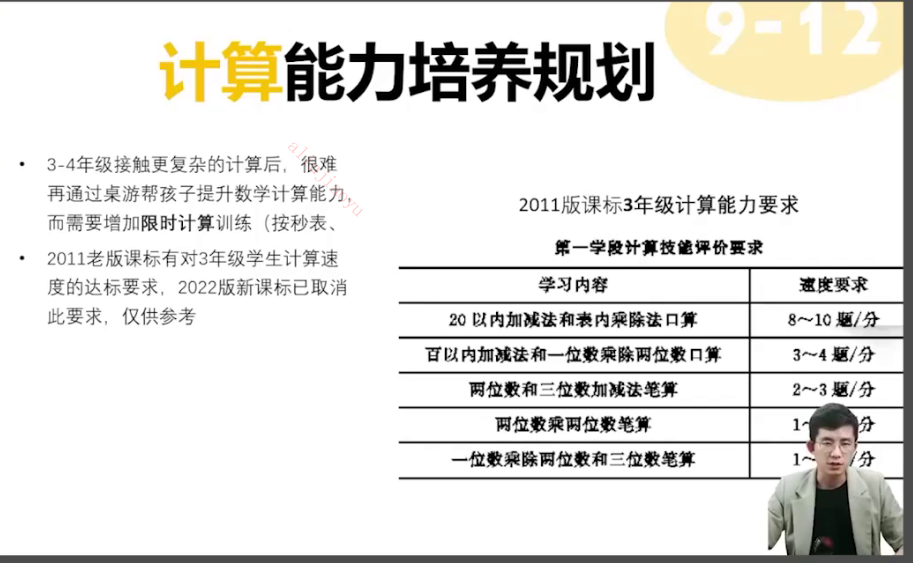 9-12
计算能力培养规划
• 3-4年级接触更复杂的计算后，很难
再通过桌游帮孩子提升数学计算能力，
而需要增加限时计算训练（按秒表、
• 2011老版课标有对3年级学生计算速
度的达标要求，2022版新课标已取消
此要求，仅供参考
2011版课标3年级计算能力要求
第一学段计算技能评价要求
学习内容 速度要求
20 以内加减法和表内乘除法口算 8～10 题/分
百以内加减法和一位数乘除两位数口算 3～4 题/分
两位数和三位数加减法笔算 2～3 题/分
两位数乘两位数笔算 1～ 分
一位数乘除两位数和三位数笔算 1～ /分